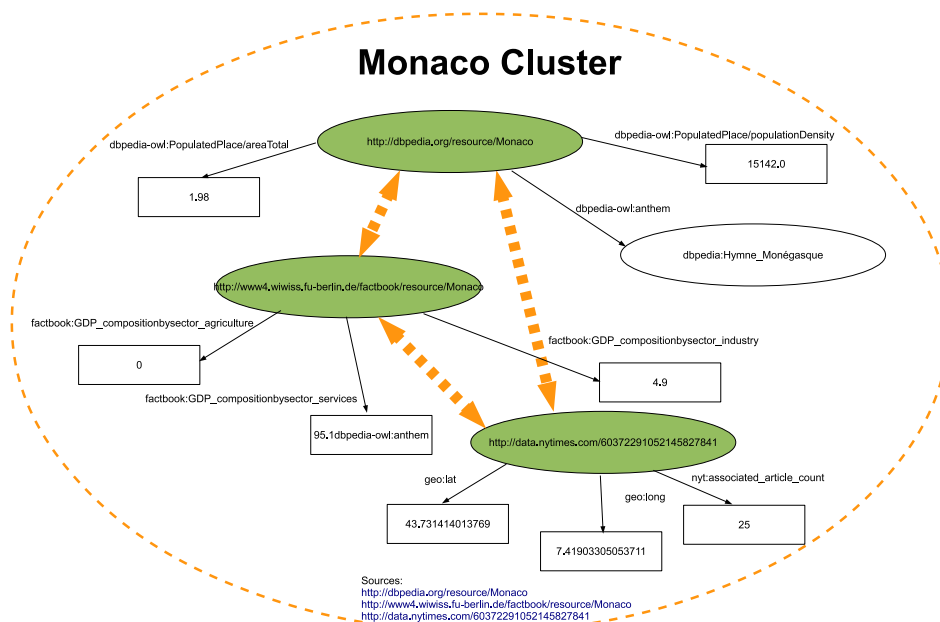 Monaco Cluster
dbpedia-owl:PopulatedPlace/populationDensity
http://dbpedia.org/resource/Monaco
dbpedia-owl:PopulatedPlace/areaTotal
15142.0
1.98
dbpedia-owl:anthem
dbpedia:Hymne_Monégasque
http://www4.wiwiss.fu-berlin.de/factbook/resource/Monaco
factbook:GDP_compositionbysector_agriculture
factbook:GDP_compositionbysector_industry
0
4.9
factbook:GDP_compositionbysector_services
95.1dbpedia-owl:anthem
http://data.nytimes.com/60372291052145827841
geo:lat
nyt:associated_article_count
geo:long
43.731414013769
25
7.41903305053711
Sources:
http://dbpedia.org/resource/Monaco
http://www4.wiwiss.fu-berlin.de/factbook/resource/Monaco
http://data.nytimes.com/60372291052145827841